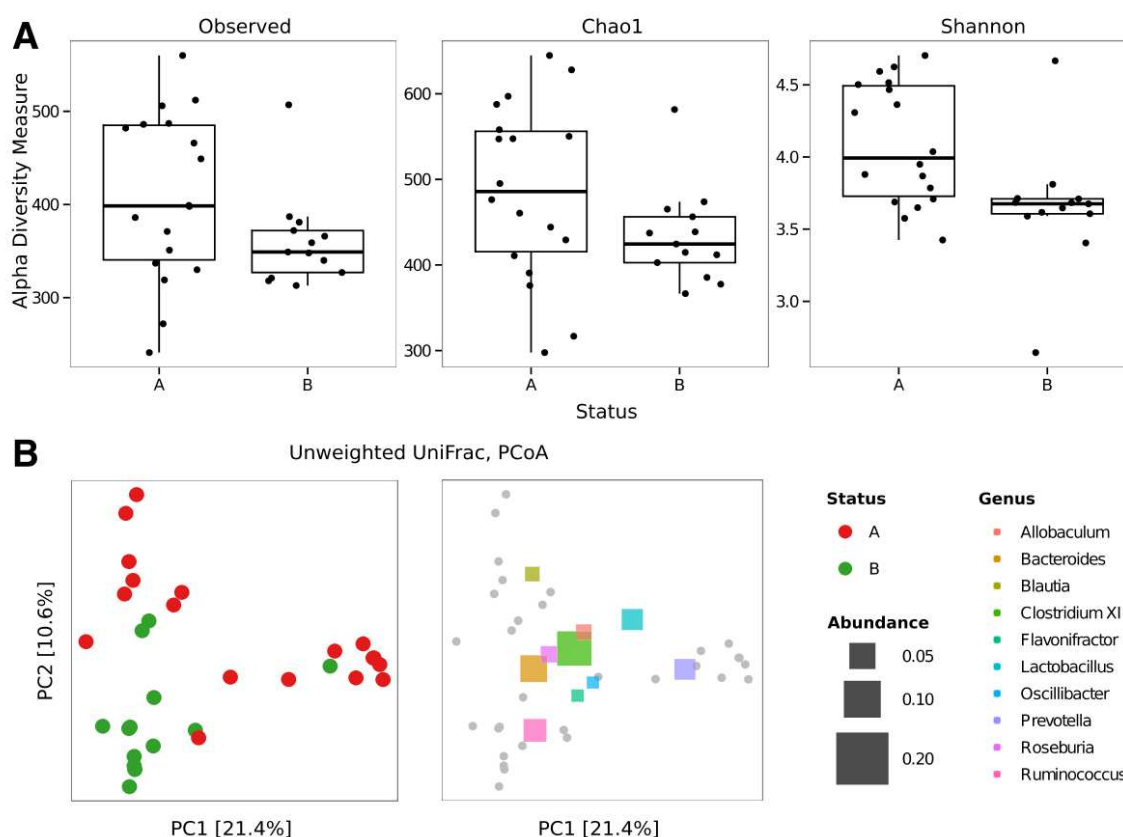 A
Observed
Chao1
Shannon
Alpha Diversity Measure
500
400
300
600
500
400
300
4.5
4.0
3.5
3.0
A
B
A
B
A
B
Status
B
Unweighted UniFrac, PCoA
PC2 [10.6%]
PC1 [21.4%]
PC1 [21.4%]
Status
A
B
Abundance
0.05
0.10
0.20
Genus
Allobaculum
Bacteroides
Blautia
Clostridium XI
Flavonifractor
Lactobacillus
Oscillibacter
Prevotella
Roseburia
Ruminococcus